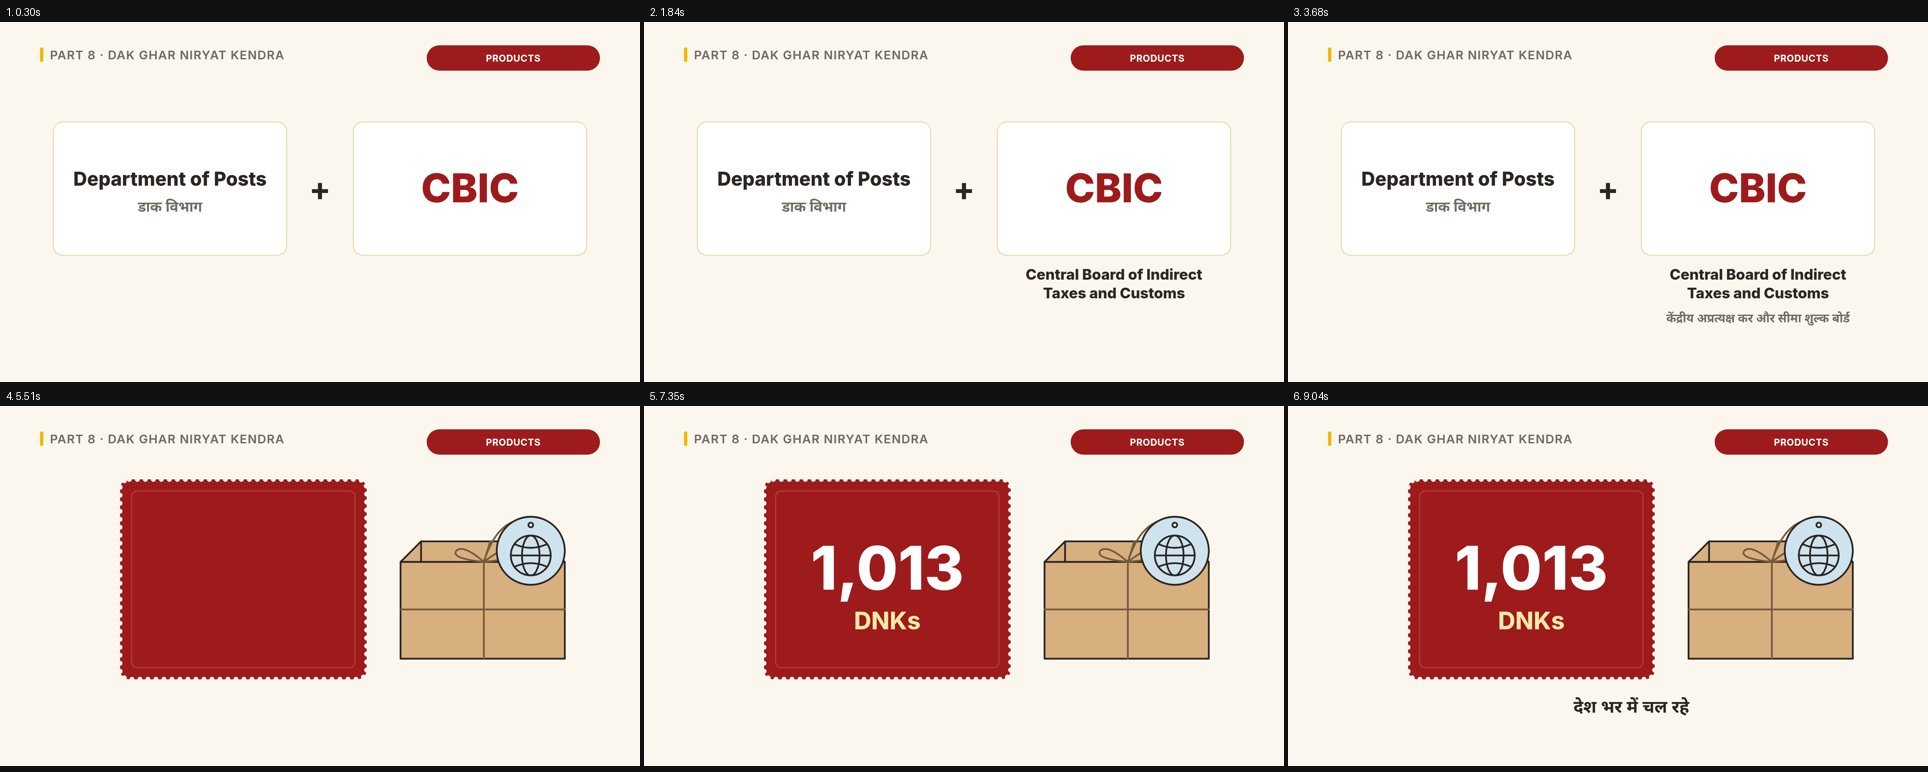 1. 0.30s
PART 8 · DAK GHAR NIRYAT KENDRA
PRODUCTS
Department of Posts
डाक विभाग
+
CBIC
2. 1.84s
PART 8 · DAK GHAR NIRYAT KENDRA
PRODUCTS
Department of Posts
डाक विभाग
+
CBIC
Central Board of Indirect
Taxes and Customs
3. 3.68s
PART 8 · DAK GHAR NIRYAT KENDRA
PRODUCTS
Department of Posts
डाक विभाग
+
CBIC
Central Board of Indirect
Taxes and Customs
केंद्रीय अप्रत्यक्ष कर और सीमा शुल्क बोर्ड
4. 5.51s
PART 8 · DAK GHAR NIRYAT KENDRA
PRODUCTS
5. 7.35s
PART 8 · DAK GHAR NIRYAT KENDRA
PRODUCTS
1,013
DNKs
6. 9.04s
PART 8 · DAK GHAR NIRYAT KENDRA
PRODUCTS
1,013
DNKs
देश भर में चल रहे